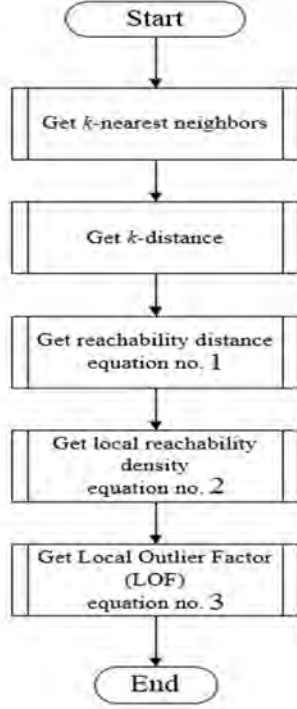 Start
Get k-nearest neighbors
Get k-distance
Get reachability distance
equation no. 1
Get local reachability
density
equation no. 2
Get Local Outlier Factor
(LOF)
equation no. 3
End